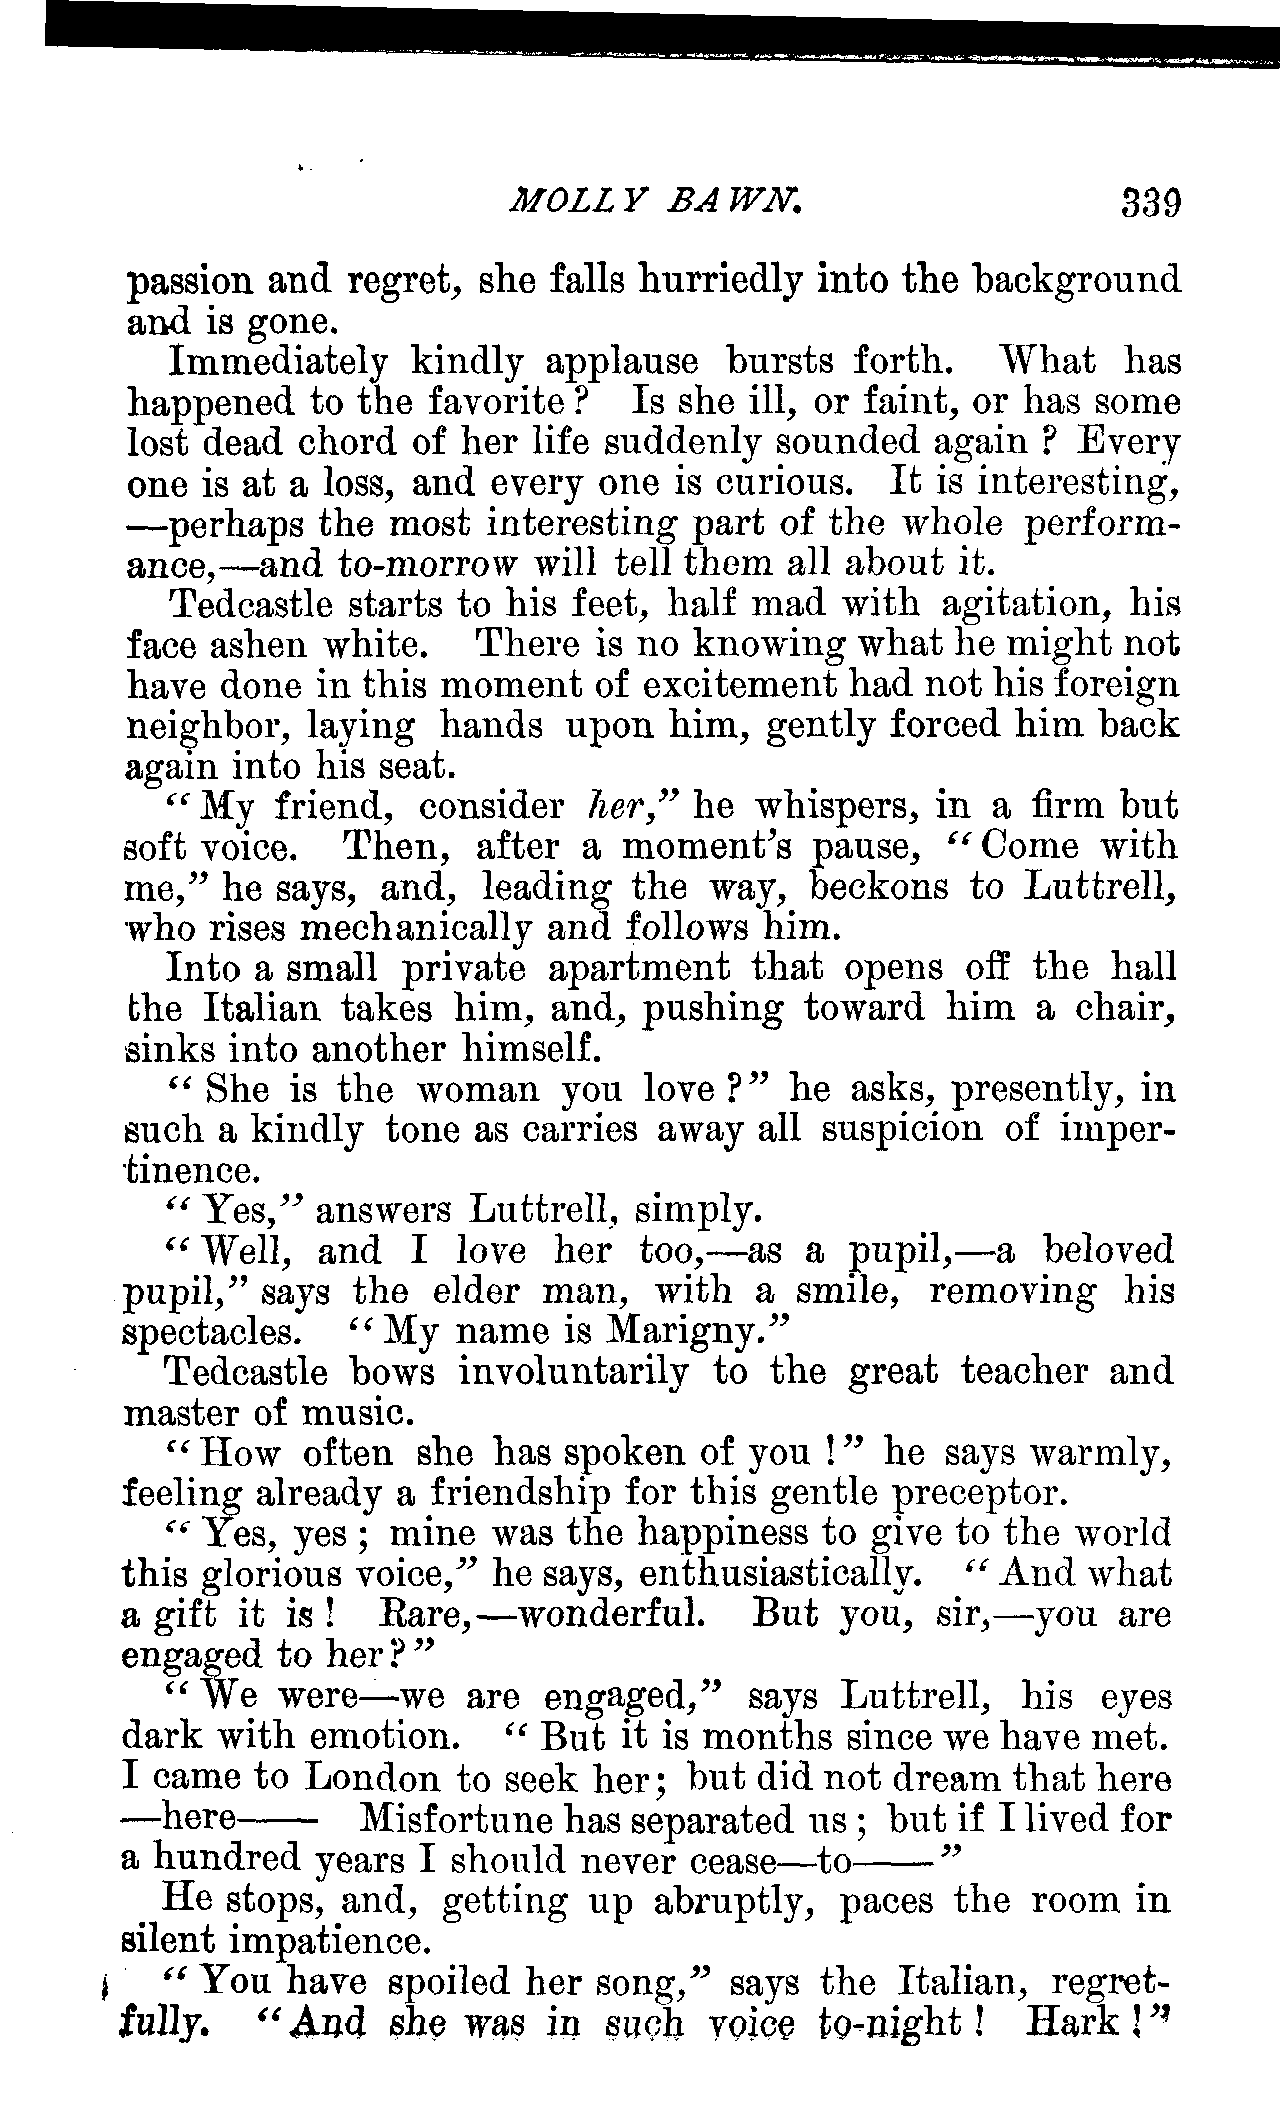 MOLLY BAWN. 339
passion and regret, she falls hurriedly into the background
and is gone.
Immediately kindly applause bursts forth. What has
happened to the favorite? Is she ill, or faint, or has some
lost dead chord of her life suddenly sounded again ? Every
one is at a loss, and every one is curious. It is interesting,
—perhaps the most interesting part of the whole perform-
ance,—and to-morrow will tell them all about it.
Tedcastle starts to his feet, half mad with agitation, his
face ashen white. There is no knowing what he might not
have done in this moment of excitement had not his foreign
neighbor, laying hands upon him, gently forced him back
again into his seat.
“ My friend, consider her,” he whispers, in a firm but
soft voice. Then, after a moment’s pause, “ Come with
me,” he says, and, leading the way, beckons to Luttrell,
who rises mechanically and follows him.
Into a small private apartment that opens off the hall
the Italian takes him, and, pushing toward him a chair,
sinks into another himself.
“ She is the woman you love ?” he asks, presently, in
such a kindly tone as carries away all suspicion of imper-
tinence.
“ Yes,” answers Luttrell, simply.
“ Well, and I love her too,—as a pupil,—a beloved
pupil,” says the elder man, with a smile, removing his
spectacles. “ My name is Marigny.”
Tedcastle bows involuntarily to the great teacher and
master of music.
“ How often she has spoken of you !” he says warmly,
feeling already a friendship for this gentle preceptor.
“ Yes, yes ; mine was the happiness to give to the world
this glorious voice,” he says, enthusiastically. “ And what
a gift it is ! Rare,—wonderful. But you, sir,—you are
engaged to her?”
“ We were—we are engaged,” says Luttrell, his eyes
dark with emotion. “ But it is months since we have met.
I came to London to seek her; but did not dream that here
—here—— Misfortune has separated us ; but if I lived for
a hundred years I should never cease—to——”
He stops, and, getting up abruptly, paces the room in
silent impatience.
“ You have spoiled her song,” says the Italian, regret-
fully. “ And she was in such voice to-night ! Hark !”